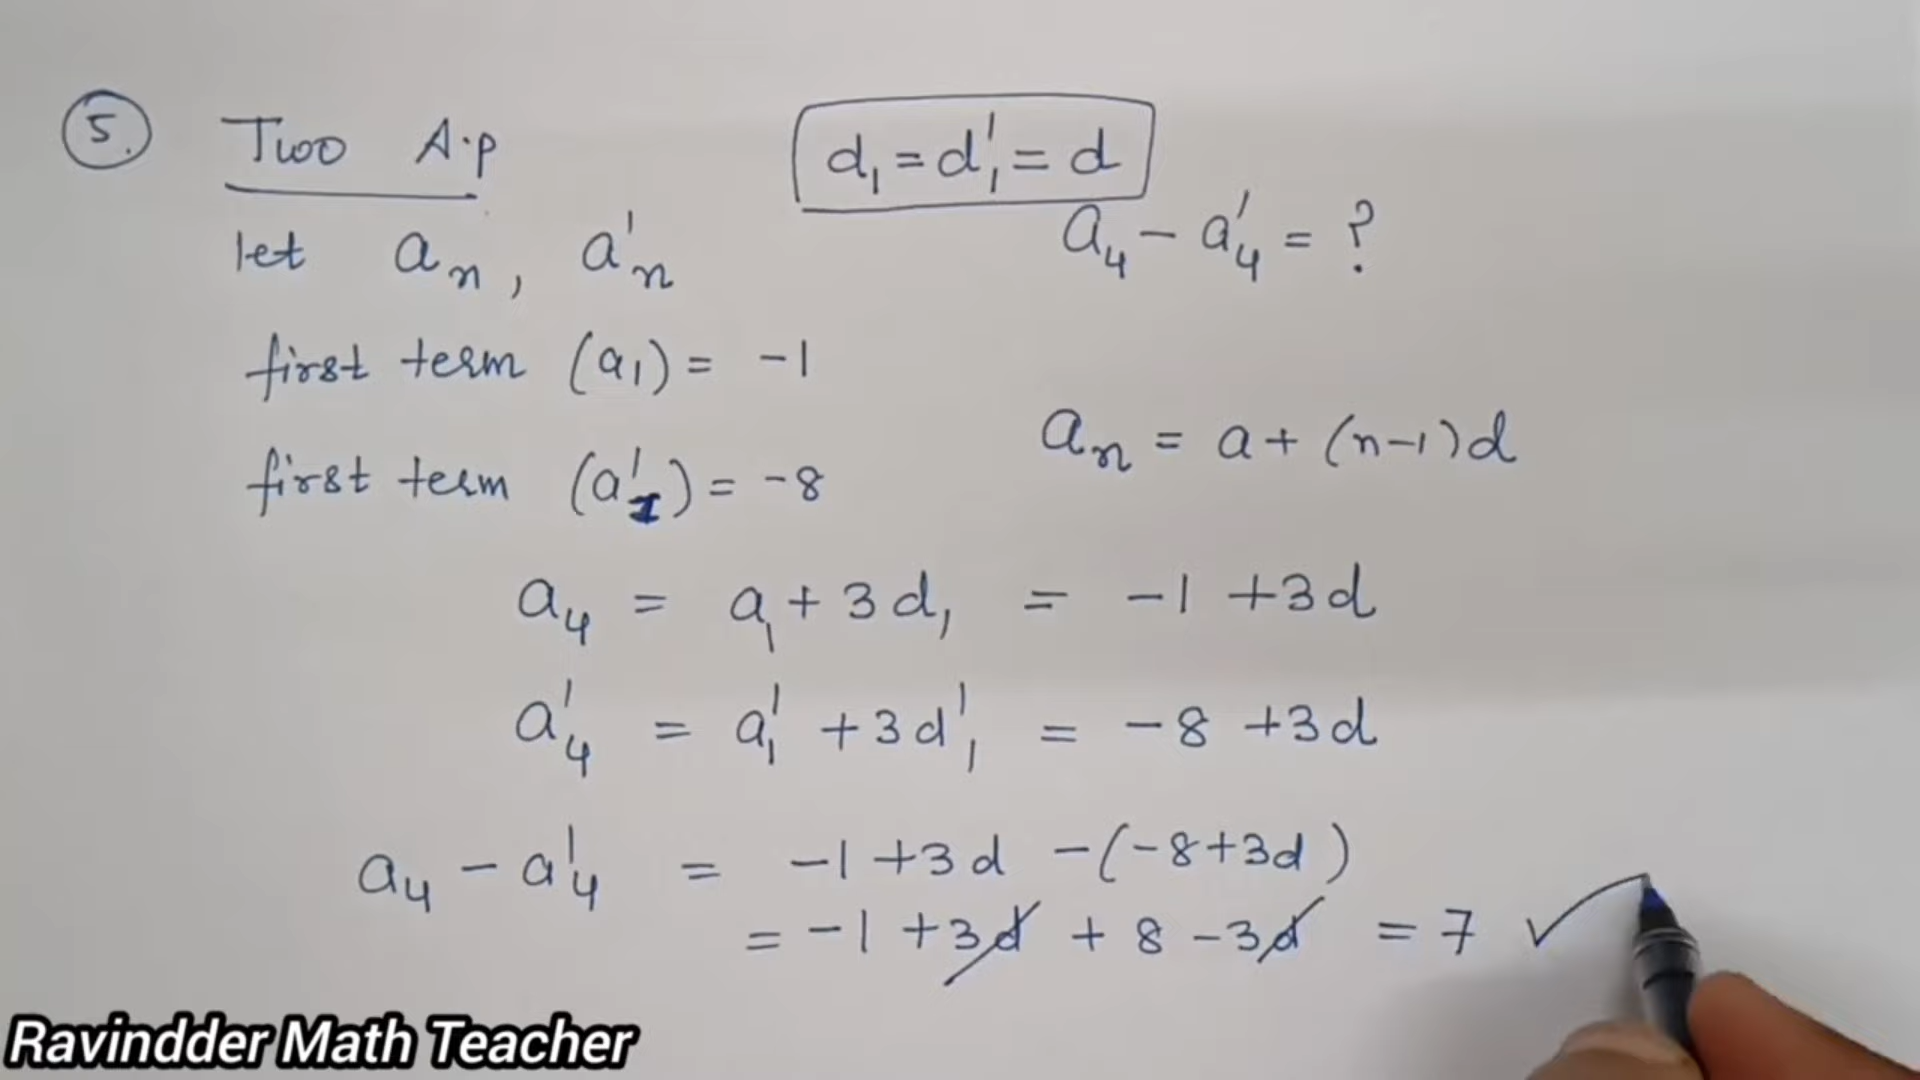 5.
Two A.p
d₁ = d'₁ = d
let aₙ, a'ₙ
a₄ - a'₄ = ?
first term (a₁) = -1
aₙ = a + (n-1)d
first term (a'₁) = -8
a₄ = a₁ + 3d₁ = -1 + 3d
a'₄ = a'₁ + 3d'₁ = -8 + 3d
a₄ - a'₄ = -1 + 3d - (-8 + 3d)
= -1 + 3d + 8 - 3d = 7 ✓
Ravindder Math Teacher